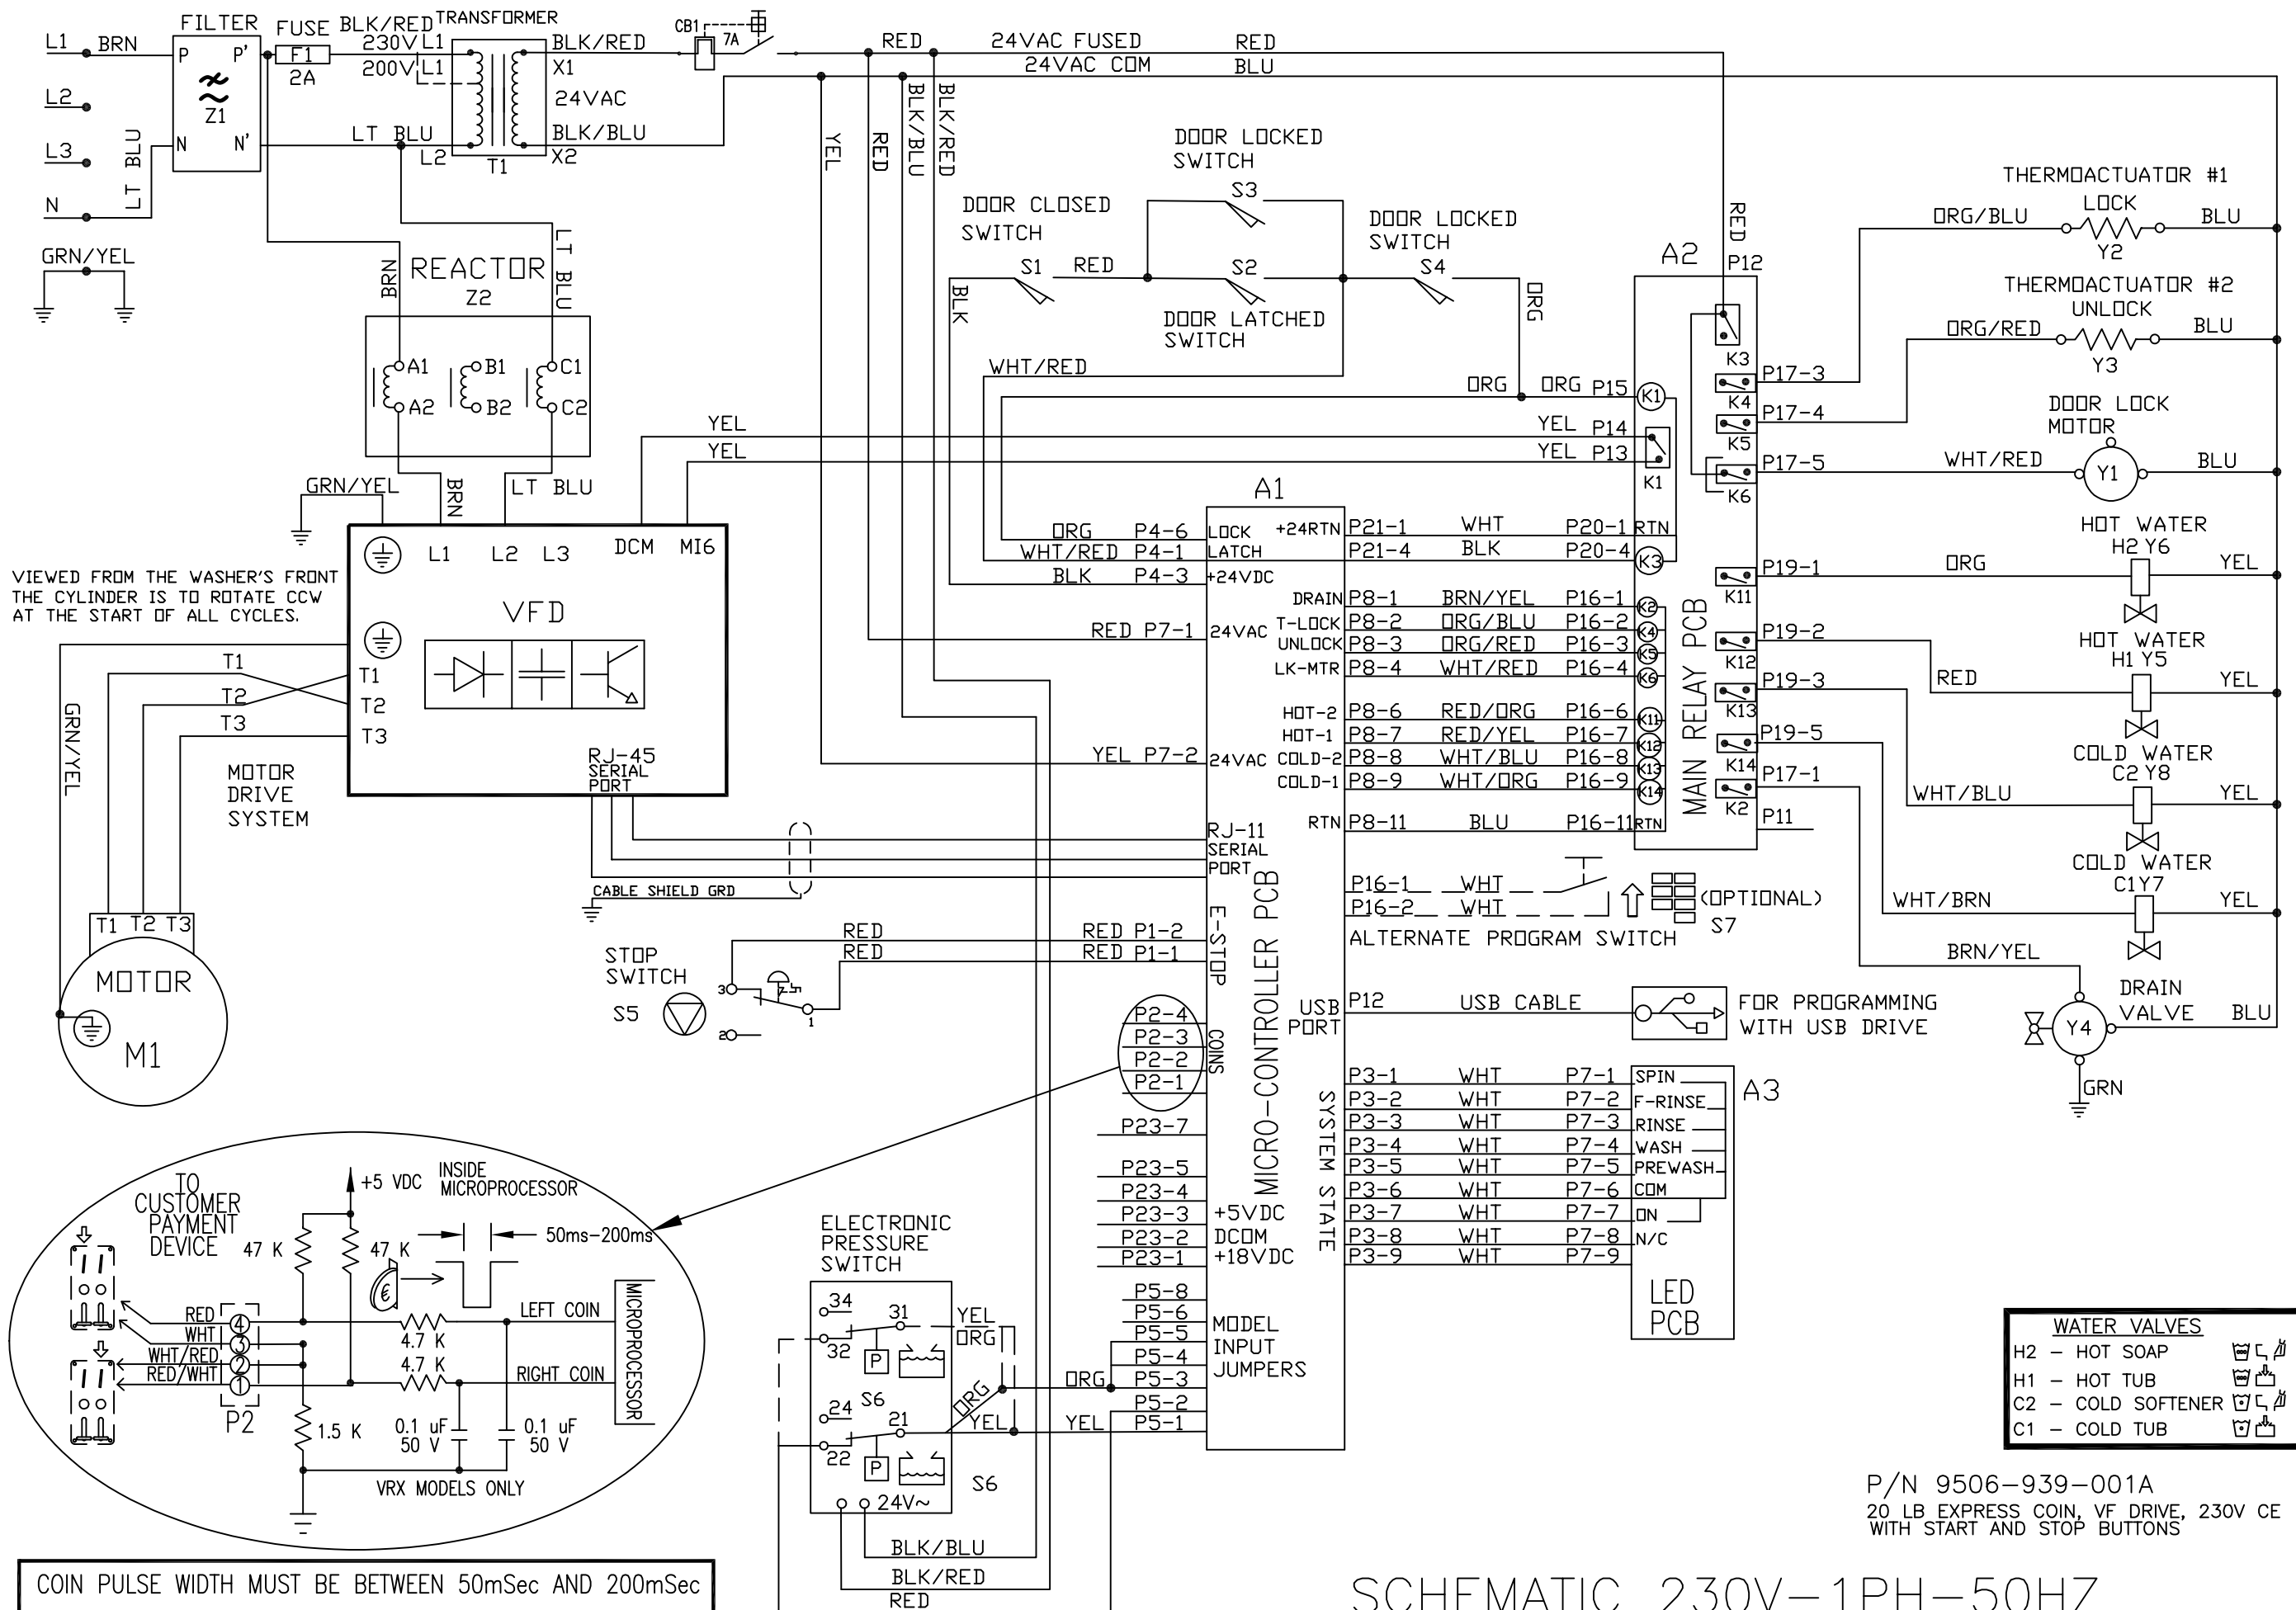 L1
BRN
L2
L3
LT BLU
N
GRN/YEL
FILTER
P
P'
Z1
N
N'
FUSE
F1
2A
BLK/RED
230V L1
200V L1
LT BLU
L2
TRANSFORMER
T1
BLK/RED
X1
24VAC
BLK/BLU
X2
CB1
7A
RED
24VAC FUSED
RED
24VAC COM
BLU
YEL
RED
BLK/BLU
BLK/RED
BRN
REACTOR
Z2
LT BLU
A1
B1
C1
A2
B2
C2
GRN/YEL
BRN
LT BLU
DOOR LOCKED
SWITCH
S3
DOOR CLOSED
SWITCH
S1
RED
S2
DOOR LATCHED
SWITCH
DOOR LOCKED
SWITCH
S4
BLK
ORG
WHT/RED
ORG
ORG
P15
YEL
YEL
P14
YEL
YEL
P13
RED
A2
P12
K1
K1
K3
K4
K5
K6
P17-3
P17-4
P17-5
THERMOACTUATOR #1
LOCK
ORG/BLU
BLU
Y2
THERMOACTUATOR #2
UNLOCK
ORG/RED
BLU
Y3
DOOR LOCK
MOTOR
WHT/RED
Y1
BLU
HOT WATER
H2 Y6
P19-1
ORG
YEL
K11
HOT WATER
H1 Y5
P19-2
RED
YEL
K12
COLD WATER
C2 Y8
P19-3
WHT/BLU
YEL
K13
COLD WATER
C1Y7
P19-5
WHT/BRN
YEL
K14
P17-1
K2
P11
BRN/YEL
DRAIN
VALVE
BLU
Y4
GRN
MAIN RELAY PCB
VIEWED FROM THE WASHER'S FRONT
THE CYLINDER IS TO ROTATE CCW
AT THE START OF ALL CYCLES.
L1
L2
L3
DCM
MI6
VFD
T1
T2
T3
RJ-45
SERIAL
PORT
T1
T2
T3
GRN/YEL
MOTOR
DRIVE
SYSTEM
T1
T2
T3
MOTOR
M1
CABLE SHIELD GRD
A1
ORG
P4-6
LOCK
WHT/RED
P4-1
LATCH
BLK
P4-3
+24VDC
RED P7-1
24VAC
YEL P7-2
24VAC
RJ-11
SERIAL
PORT
+24RTN
P21-1
WHT
P20-1
RTN
P21-4
BLK
P20-4
K3
DRAIN
P8-1
BRN/YEL
P16-1
K2
T-LOCK
P8-2
ORG/BLU
P16-2
K4
UNLOCK
P8-3
ORG/RED
P16-3
K5
LK-MTR
P8-4
WHT/RED
P16-4
K6
HOT-2
P8-6
RED/ORG
P16-6
K11
HOT-1
P8-7
RED/YEL
P16-7
K12
COLD-2
P8-8
WHT/BLU
P16-8
K13
COLD-1
P8-9
WHT/ORG
P16-9
K14
RTN
P8-11
BLU
P16-11
RTN
P16-1
WHT
P16-2
WHT
(OPTIONAL)
S7
ALTERNATE PROGRAM SWITCH
MICRO-CONTROLLER PCB
E-STOP
STOP
SWITCH
S5
RED
RED P1-2
RED
RED P1-1
3
2
1
P2-4
P2-3
P2-2
P2-1
COINS
USB
PORT
P12
USB CABLE
FOR PROGRAMMING
WITH USB DRIVE
SYSTEM STATE
P3-1
WHT
P7-1
SPIN
P3-2
WHT
P7-2
F-RINSE
P3-3
WHT
P7-3
RINSE
P3-4
WHT
P7-4
WASH
P3-5
WHT
P7-5
PREWASH
P3-6
WHT
P7-6
COM
P3-7
WHT
P7-7
ON
P3-8
WHT
P7-8
N/C
P3-9
WHT
P7-9
A3
LED
PCB
P23-7
P23-5
P23-4
P23-3
+5VDC
P23-2
DCOM
P23-1
+18VDC
P5-8
P5-6
P5-5
P5-4
P5-3
P5-2
P5-1
MODEL
INPUT
JUMPERS
ELECTRONIC
PRESSURE
SWITCH
34
31
32
P
YEL
ORG
S6
24
21
22
P
S6
ORG
YEL
ORG
YEL
24V~
BLK/BLU
BLK/RED
RED
TO
CUSTOMER
PAYMENT
DEVICE
+5 VDC
INSIDE
MICROPROCESSOR
47 K
47 K
50ms-200ms
€
RED
4
WHT
3
WHT/RED
2
RED/WHT
1
P2
4.7 K
4.7 K
LEFT COIN
RIGHT COIN
MICROPROCESSOR
1.5 K
0.1 uF
50 V
0.1 uF
50 V
VRX MODELS ONLY
COIN PULSE WIDTH MUST BE BETWEEN 50mSec AND 200mSec
WATER VALVES
H2 - HOT SOAP
H1 - HOT TUB
C2 - COLD SOFTENER
C1 - COLD TUB
P/N 9506-939-001A
20 LB EXPRESS COIN, VF DRIVE, 230V CE
WITH START AND STOP BUTTONS
SCHEMATIC 230V-1PH-50HZ